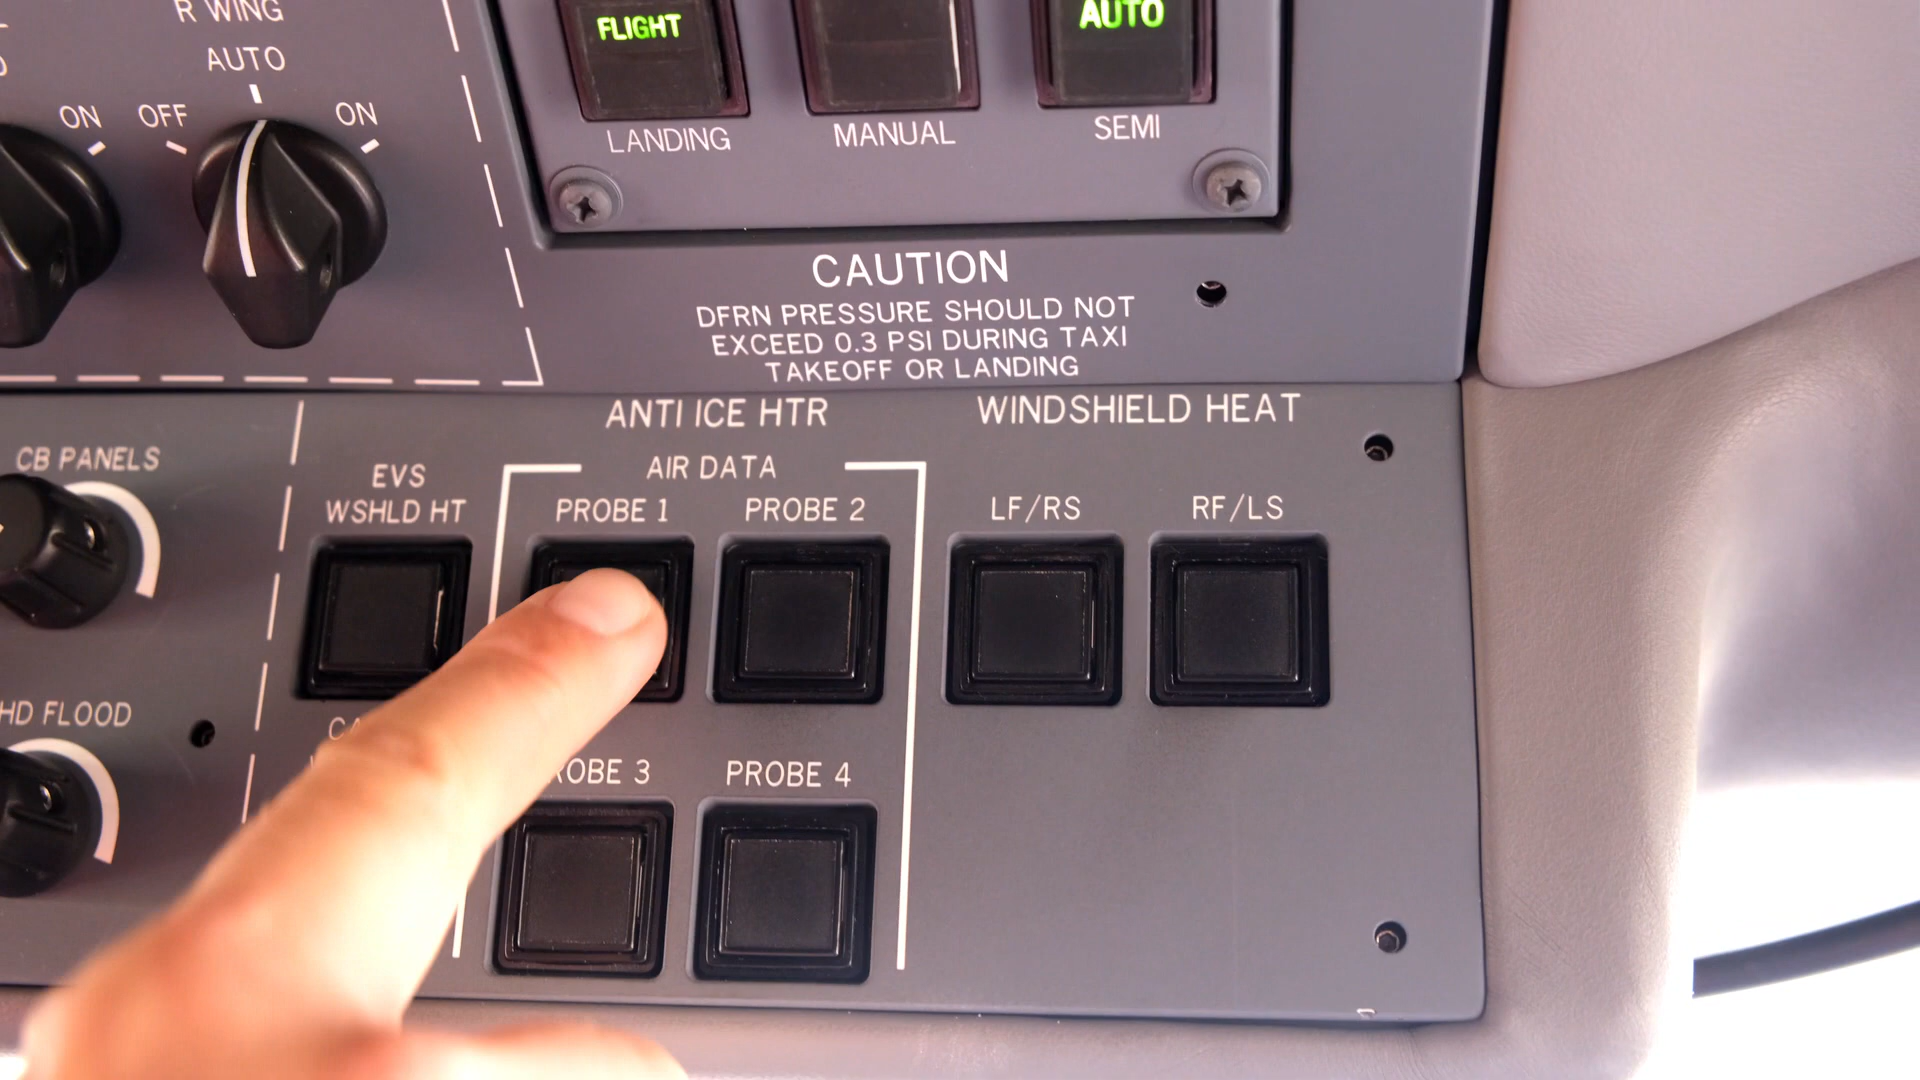 R WING
AUTO
ON
OFF
ON
FLIGHT
AUTO
LANDING
MANUAL
SEMI
CAUTION
DFRN PRESSURE SHOULD NOT
EXCEED 0.3 PSI DURING TAXI
TAKEOFF OR LANDING
ANTI ICE HTR
WINDSHIELD HEAT
CB PANELS
EVS
WSHLD HT
AIR DATA
PROBE 1
PROBE 2
LF/RS
RF/LS
HD FLOOD
OBE 3
PROBE 4